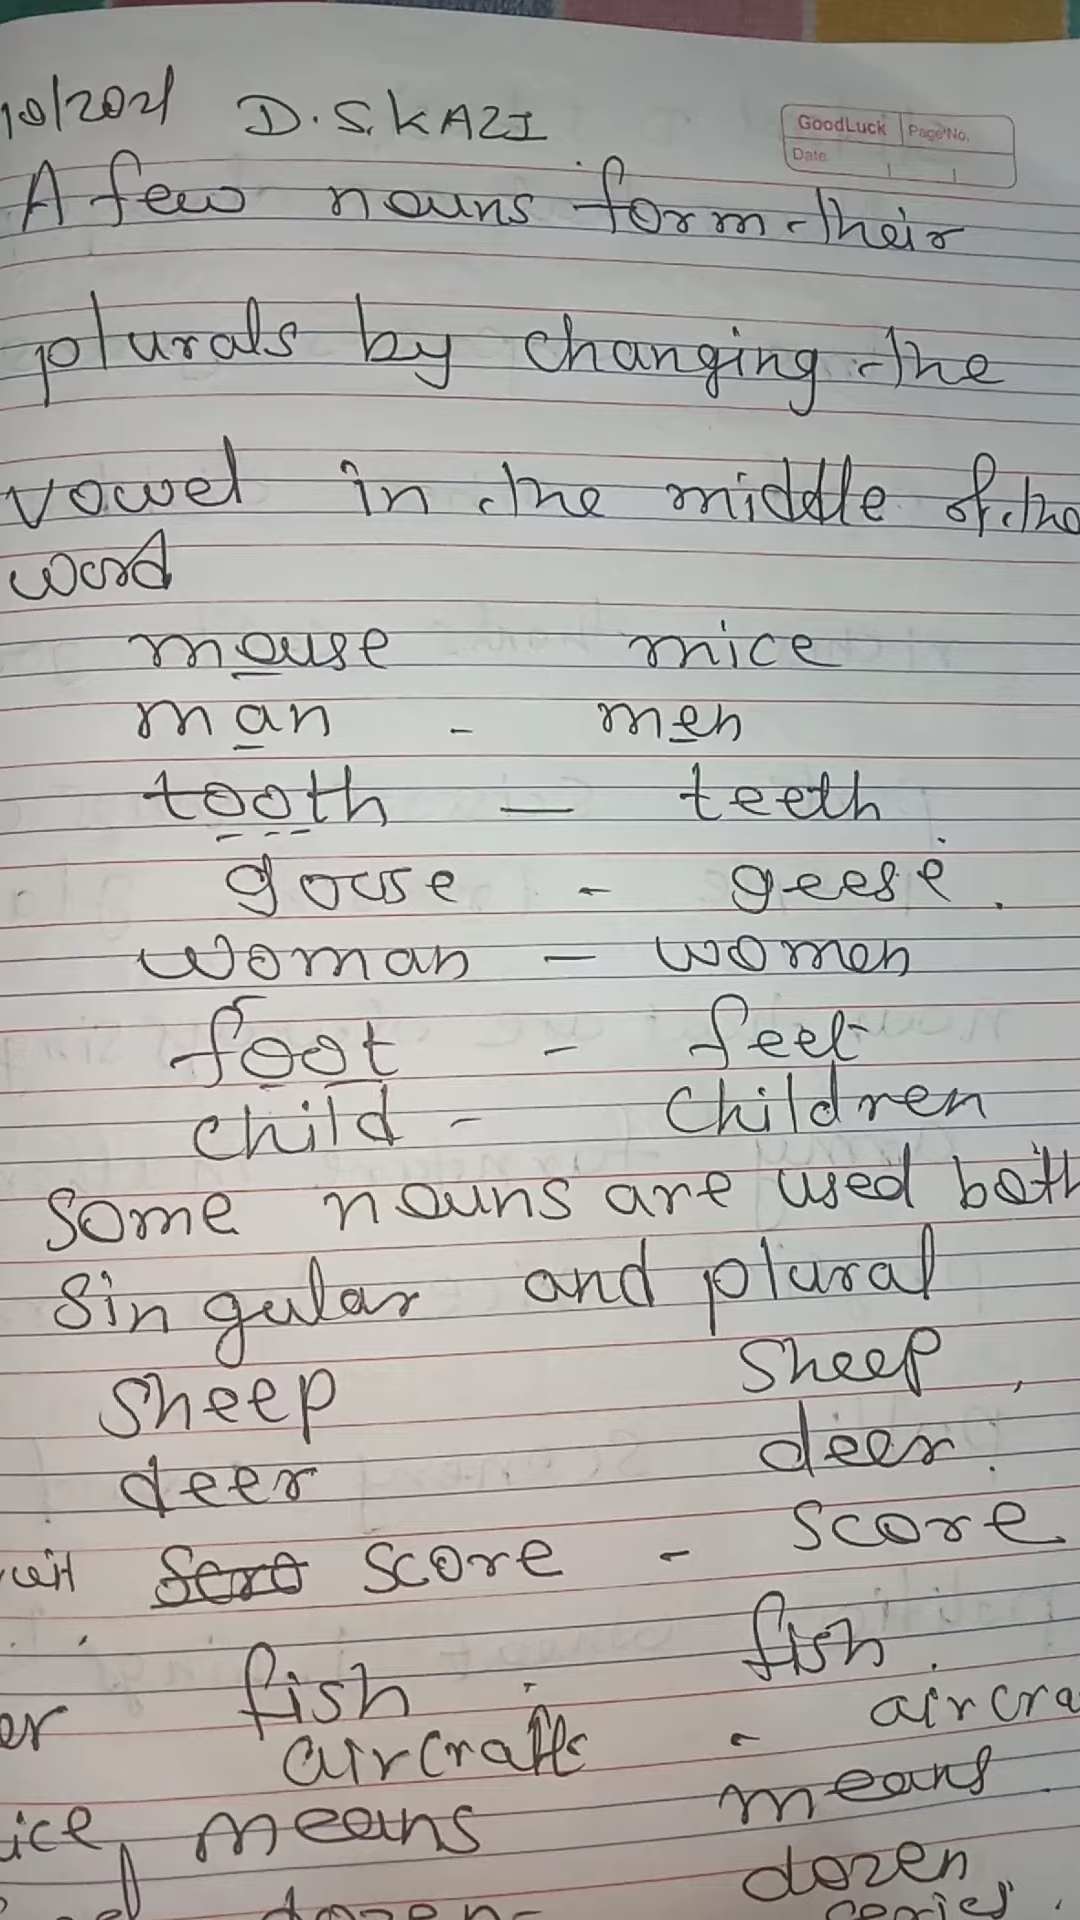 10/2021 D.S.KAZI
GoodLuck Page No.
Date
A few nouns form their
plurals by changing the
vowel in the middle of the
word
mouse mice
man - men
tooth - teeth
goose - geese.
woman - women
foot - feet
child - children
Some nouns are used both
Singular and plural
Sheep Sheep,
deer deer.
score - score
fish - fish.
aircraft - aircra
means means.
dozen - dozen
series.